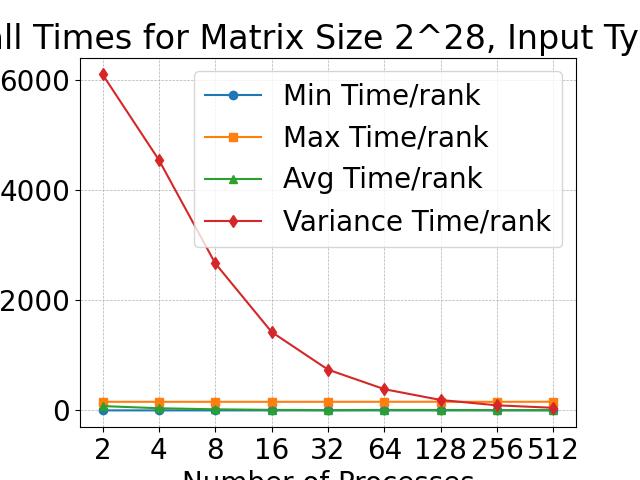 all Times for Matrix Size 2^28, Input Ty
6000
4000
2000
0
Min Time/rank
Max Time/rank
Avg Time/rank
Variance Time/rank
2 4 8 16 32 64 128 256 512
Number of Processes